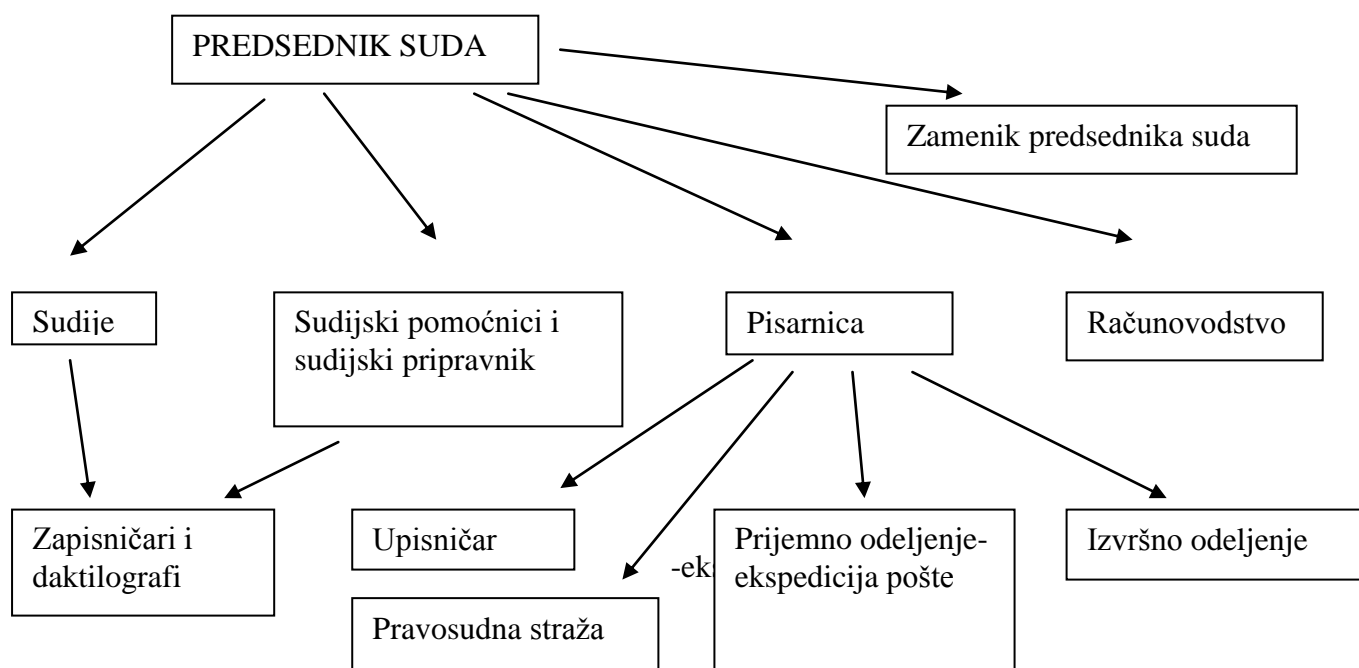 PREDSEDNIK SUDA
Zamenik predsednika suda
Sudije
Sudijski pomoćnici i
sudijski pripravnik
Pisarnica
Računovodstvo
Zapisničari i
daktilografi
Upisničar
Prijemno odeljenje-
ekspedicija pošte
Izvršno odeljenje
Pravosudna straža